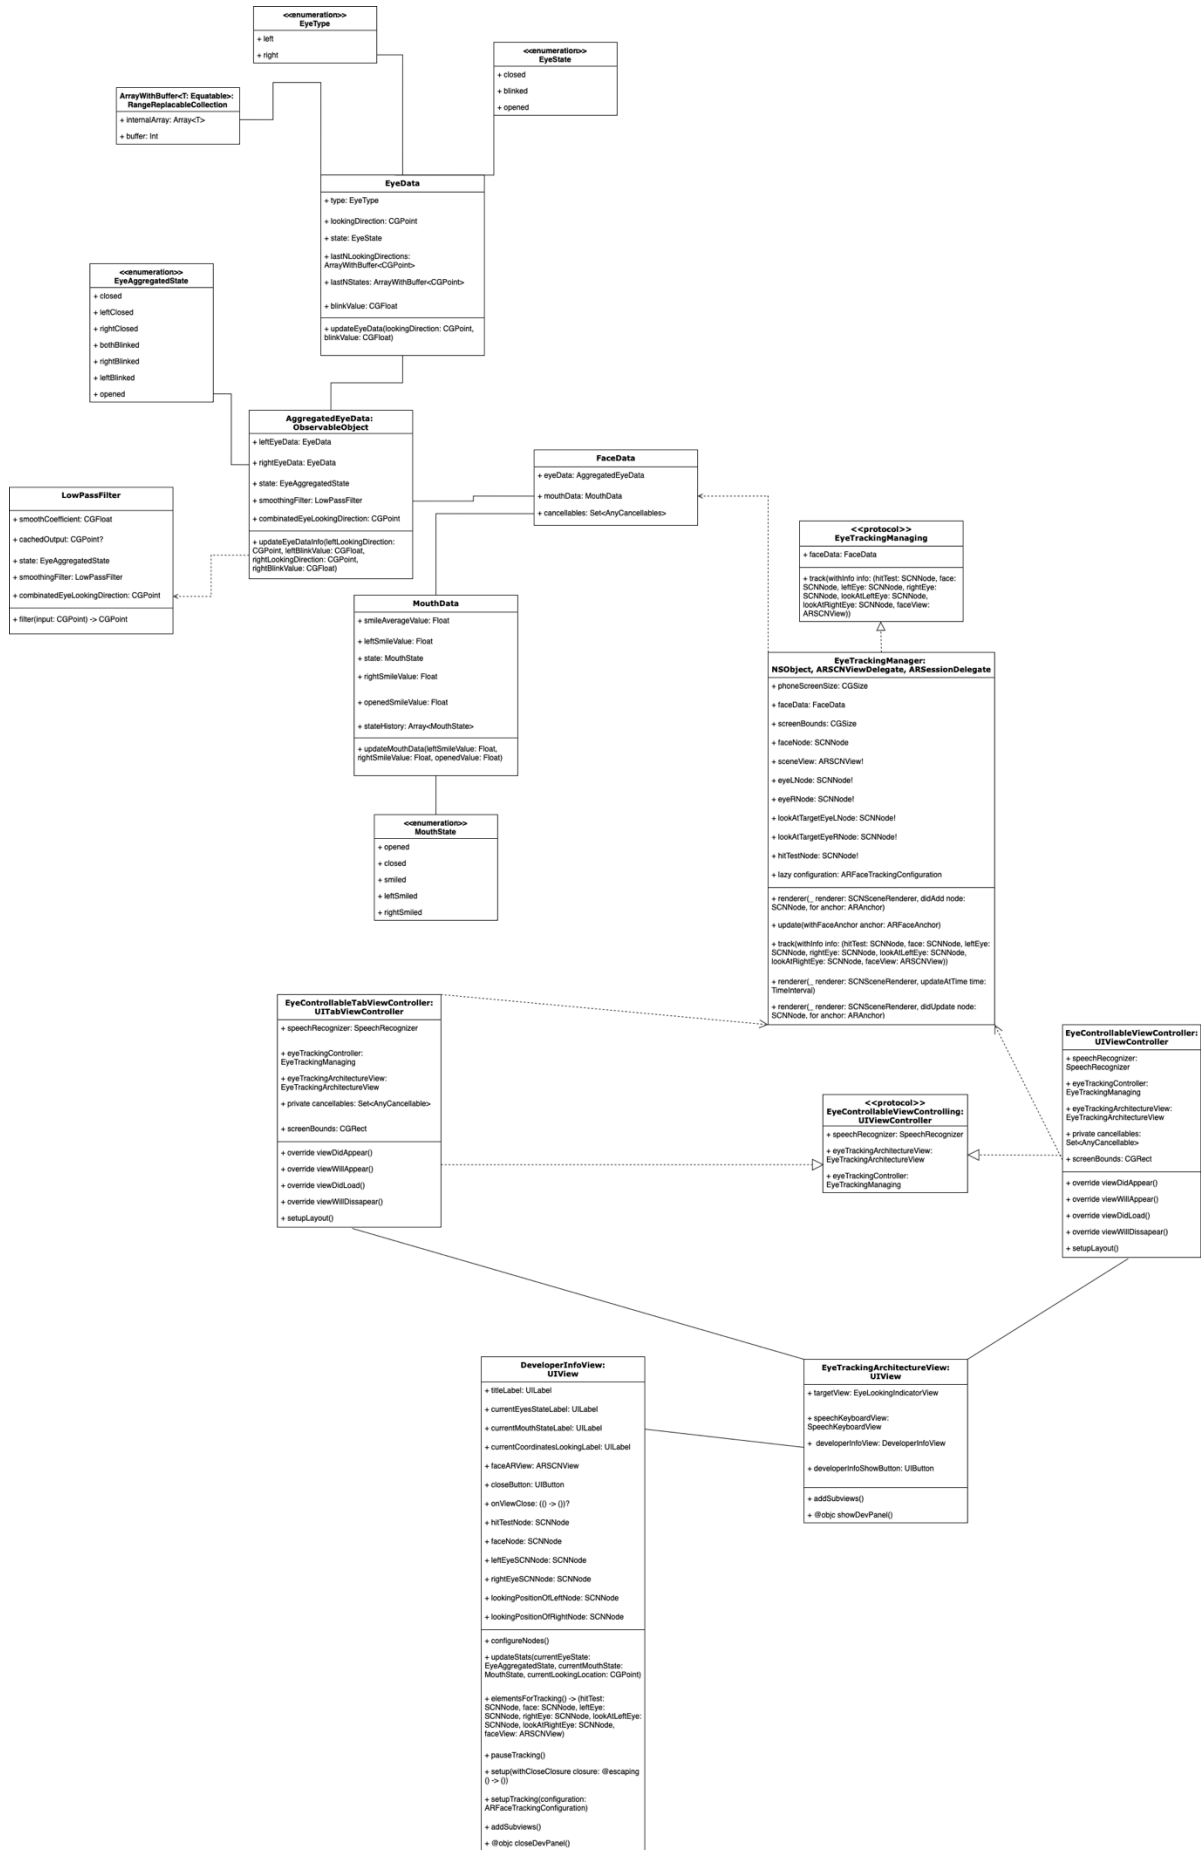 <<enumeration>>
EyeType
+ left
+ right
<<enumeration>>
EyeState
+ closed
+ blinked
+ opened
ArrayWithBuffer<T: Equatable>:
RangeReplacableCollection
+ internalArray: Array<T>
+ buffer: Int
EyeData
+ type: EyeType
+ lookingDirection: CGPoint
+ state: EyeState
+ lastNLookingDirections:
ArrayWithBuffer<CGPoint>
+ lastNStates: ArrayWithBuffer<CGPoint>
+ blinkValue: CGFloat
+ updateEyeData(lookingDirection: CGPoint,
blinkValue: CGFloat)
<<enumeration>>
EyeAggregatedState
+ closed
+ leftClosed
+ rightClosed
+ bothBlinked
+ rightBlinked
+ leftBlinked
+ opened
AggregatedEyeData:
ObservableObject
+ leftEyeData: EyeData
+ rightEyeData: EyeData
+ state: EyeAggregatedState
+ smoothingFilter: LowPassFilter
+ combinatedEyeLookingDirection: CGPoint
+ updateEyeDataInfo(leftLookingDirection:
CGPoint, leftBlinkValue: CGFloat,
rightLookingDirection: CGPoint,
rightBlinkValue: CGFloat)
FaceData
+ eyeData: AggregatedEyeData
+ mouthData: MouthData
+ cancellables: Set<AnyCancellables>
LowPassFilter
+ smoothCoefficient: CGFloat
+ cachedOutput: CGPoint?
+ state: EyeAggregatedState
+ smoothingFilter: LowPassFilter
+ combinatedEyeLookingDirection: CGPoint
+ filter(input: CGPoint) -> CGPoint
<<protocol>>
EyeTrackingManaging
+ faceData: FaceData
+ track(withInfo info: (hitTest: SCNNode, face:
SCNNode, leftEye: SCNNode, rightEye:
SCNNode, lookAtLeftEye: SCNNode,
lookAtRightEye: SCNNode, faceView:
ARSCNView))
MouthData
+ smileAverageValue: Float
+ leftSmileValue: Float
+ state: MouthState
+ rightSmileValue: Float
+ openedSmileValue: Float
+ stateHistory: Array<MouthState>
+ updateMouthData(leftSmileValue: Float,
rightSmileValue: Float, openedValue: Float)
EyeTrackingManager:
NSObject, ARSCNViewDelegate, ARSessionDelegate
+ phoneScreenSize: CGSize
+ faceData: FaceData
+ screenBounds: CGSize
+ faceNode: SCNNode
+ sceneView: ARSCNView!
+ eyeLNode: SCNNode!
+ eyeRNode: SCNNode!
+ lookAtTargetEyeLNode: SCNNode!
+ lookAtTargetEyeRNode: SCNNode!
+ hitTestNode: SCNNode!
+ lazy configuration: ARFaceTrackingConfiguration
+ renderer(_ renderer: SCNSceneRenderer, didAdd node:
SCNNode, for anchor: ARAnchor)
+ update(withFaceAnchor anchor: ARFaceAnchor)
+ track(withInfo info: (hitTest: SCNNode, face: SCNNode, leftEye:
SCNNode, rightEye: SCNNode, lookAtLeftEye: SCNNode,
lookAtRightEye: SCNNode, faceView: ARSCNView))
+ renderer(_ renderer: SCNSceneRenderer, updateAtTime time:
TimeInterval)
+ renderer(_ renderer: SCNSceneRenderer, didUpdate node:
SCNNode, for anchor: ARAnchor)
<<enumeration>>
MouthState
+ opened
+ closed
+ smiled
+ leftSmiled
+ rightSmiled
EyeControllableTabViewController:
UITabViewController
+ speechRecognizer: SpeechRecognizer
+ eyeTrackingController:
EyeTrackingManaging
+ eyeTrackingArchitectureView:
EyeTrackingArchitectureView
+ private cancellables: Set<AnyCancellable>
+ screenBounds: CGRect
+ override viewDidAppear()
+ override viewWillAppear()
+ override viewDidLoad()
+ override viewWillDissapear()
+ setupLayout()
<<protocol>>
EyeControllableViewControlling:
UIViewController
+ speechRecognizer: SpeechRecognizer
+ eyeTrackingArchitectureView:
EyeTrackingArchitectureView
+ eyeTrackingController:
EyeTrackingManaging
EyeControllableViewController:
UIViewController
+ speechRecognizer:
SpeechRecognizer
+ eyeTrackingController:
EyeTrackingManaging
+ eyeTrackingArchitectureView:
EyeTrackingArchitectureView
+ private cancellables:
Set<AnyCancellable>
+ screenBounds: CGRect
+ override viewDidAppear()
+ override viewWillAppear()
+ override viewDidLoad()
+ override viewWillDissapear()
+ setupLayout()
DeveloperInfoView:
UIView
+ titleLabel: UILabel
+ currentEyesStateLabel: UILabel
+ currentMouthStateLabel: UILabel
+ currentCoordinatesLookingLabel: UILabel
+ faceARView: ARSCNView
+ closeButton: UIButton
+ onViewClose: (() -> ())?
+ hitTestNode: SCNNode
+ faceNode: SCNNode
+ leftEyeSCNNode: SCNNode
+ rightEyeSCNNode: SCNNode
+ lookingPositionOfLeftNode: SCNNode
+ lookingPositionOfRightNode: SCNNode
+ configureNodes()
+ updateStats(currentEyeState:
EyeAggregatedState, currentMouthState:
MouthState, currentLookingLocation: CGPoint)
+ elementsForTracking() -> (hitTest:
SCNNode, face: SCNNode, leftEye:
SCNNode, rightEye: SCNNode, lookAtLeftEye:
SCNNode, lookAtRightEye: SCNNode,
faceView: ARSCNView)
+ pauseTracking()
+ setup(withCloseClosure closure: @escaping
() -> ())
+ setupTracking(configuration:
ARFaceTrackingConfiguration)
+ addSubviews()
+ @objc closeDevPanel()
EyeTrackingArchitectureView:
UIView
+ targetView: EyeLookingIndicatorView
+ speechKeyboardView:
SpeechKeyboardView
+ developerInfoView: DeveloperInfoView
+ developerInfoShowButton: UIButton
+ addSubviews()
+ @objc showDevPanel()